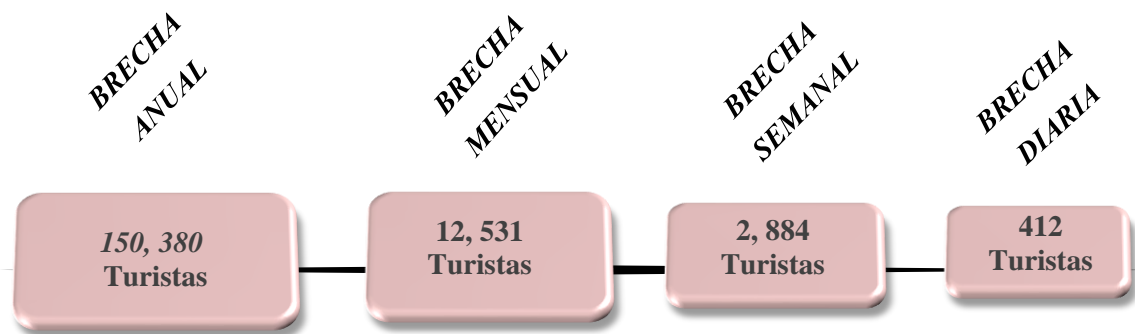 BRECHA
ANUAL
BRECHA
MENSUAL
BRECHA
SEMANAL
BRECHA
DIARIA
150, 380
Turistas
12, 531
Turistas
2, 884
Turistas
412
Turistas